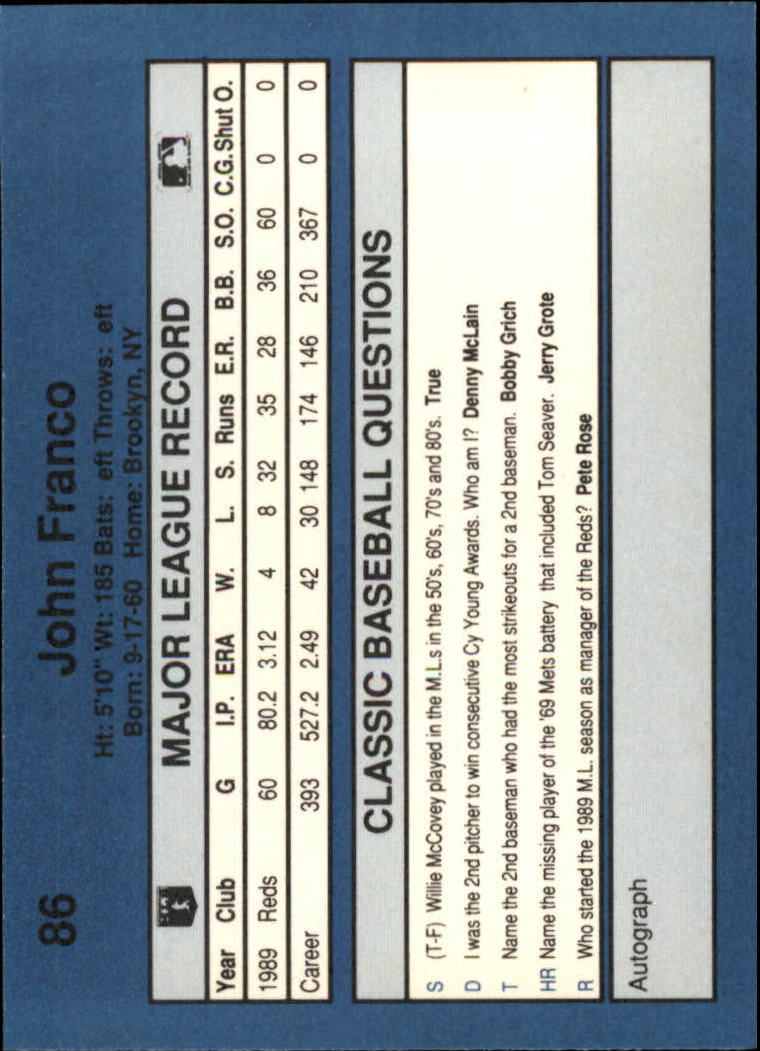 86
John Franco
Ht: 5'10" Wt: 185 Bats: eft Throws: eft
Born: 9-17-60 Home: Brookyn, NY
MAJOR LEAGUE RECORD
Year Club G I.P. ERA W. L. S. Runs E.R. B.B. S.O. C.G. Shut O.
1989 Reds 60 80.2 3.12 4 8 32 35 28 36 60 0 0
Career 393 527.2 2.49 42 30 148 174 146 210 367 0 0
CLASSIC BASEBALL QUESTIONS
S (T-F) Willie McCovey played in the M.L.s in the 50's, 60's, 70's and 80's. True
D I was the 2nd pitcher to win consecutive Cy Young Awards. Who am I? Denny McLain
T Name the 2nd baseman who had the most strikeouts for a 2nd baseman. Bobby Grich
HR Name the missing player of the '69 Mets battery that included Tom Seaver. Jerry Grote
R Who started the 1989 M.L. season as manager of the Reds? Pete Rose
Autograph